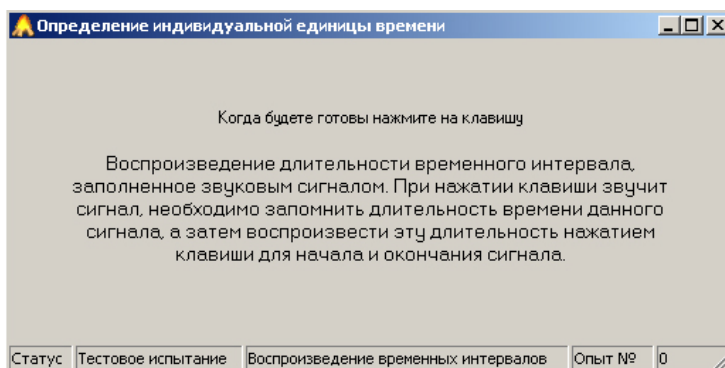 Определение индивидуальной единицы времени
Когда будете готовы нажмите на клавишу
Воспроизведение длительности временного интервала,
заполненное звуковым сигналом. При нажатии клавиши звучит
сигнал, необходимо запомнить длительность времени данного
сигнала, а затем воспроизвести эту длительность нажатием
клавиши для начала и окончания сигнала.
Статус Тестовое испытание Воспроизведение временных интервалов Опыт № 0